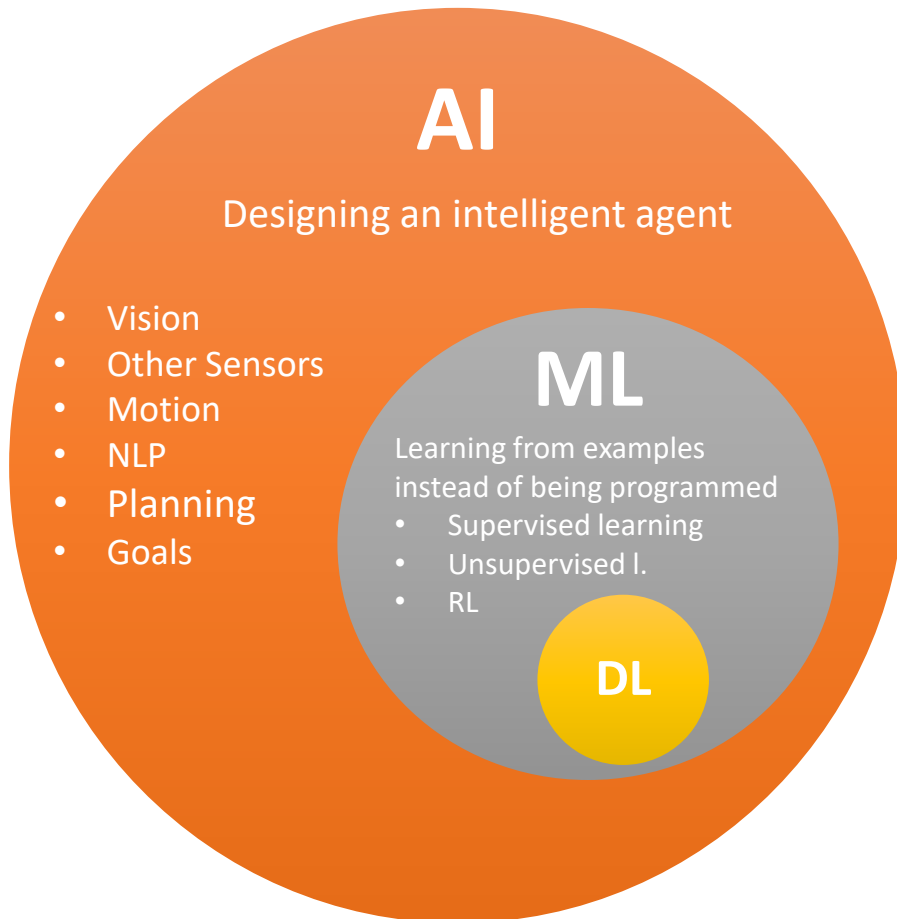 AI
Designing an intelligent agent
• Vision
• Other Sensors
• Motion
• NLP
• Planning
• Goals
ML
Learning from examples
instead of being programmed
• Supervised learning
• Unsupervised l.
• RL
DL